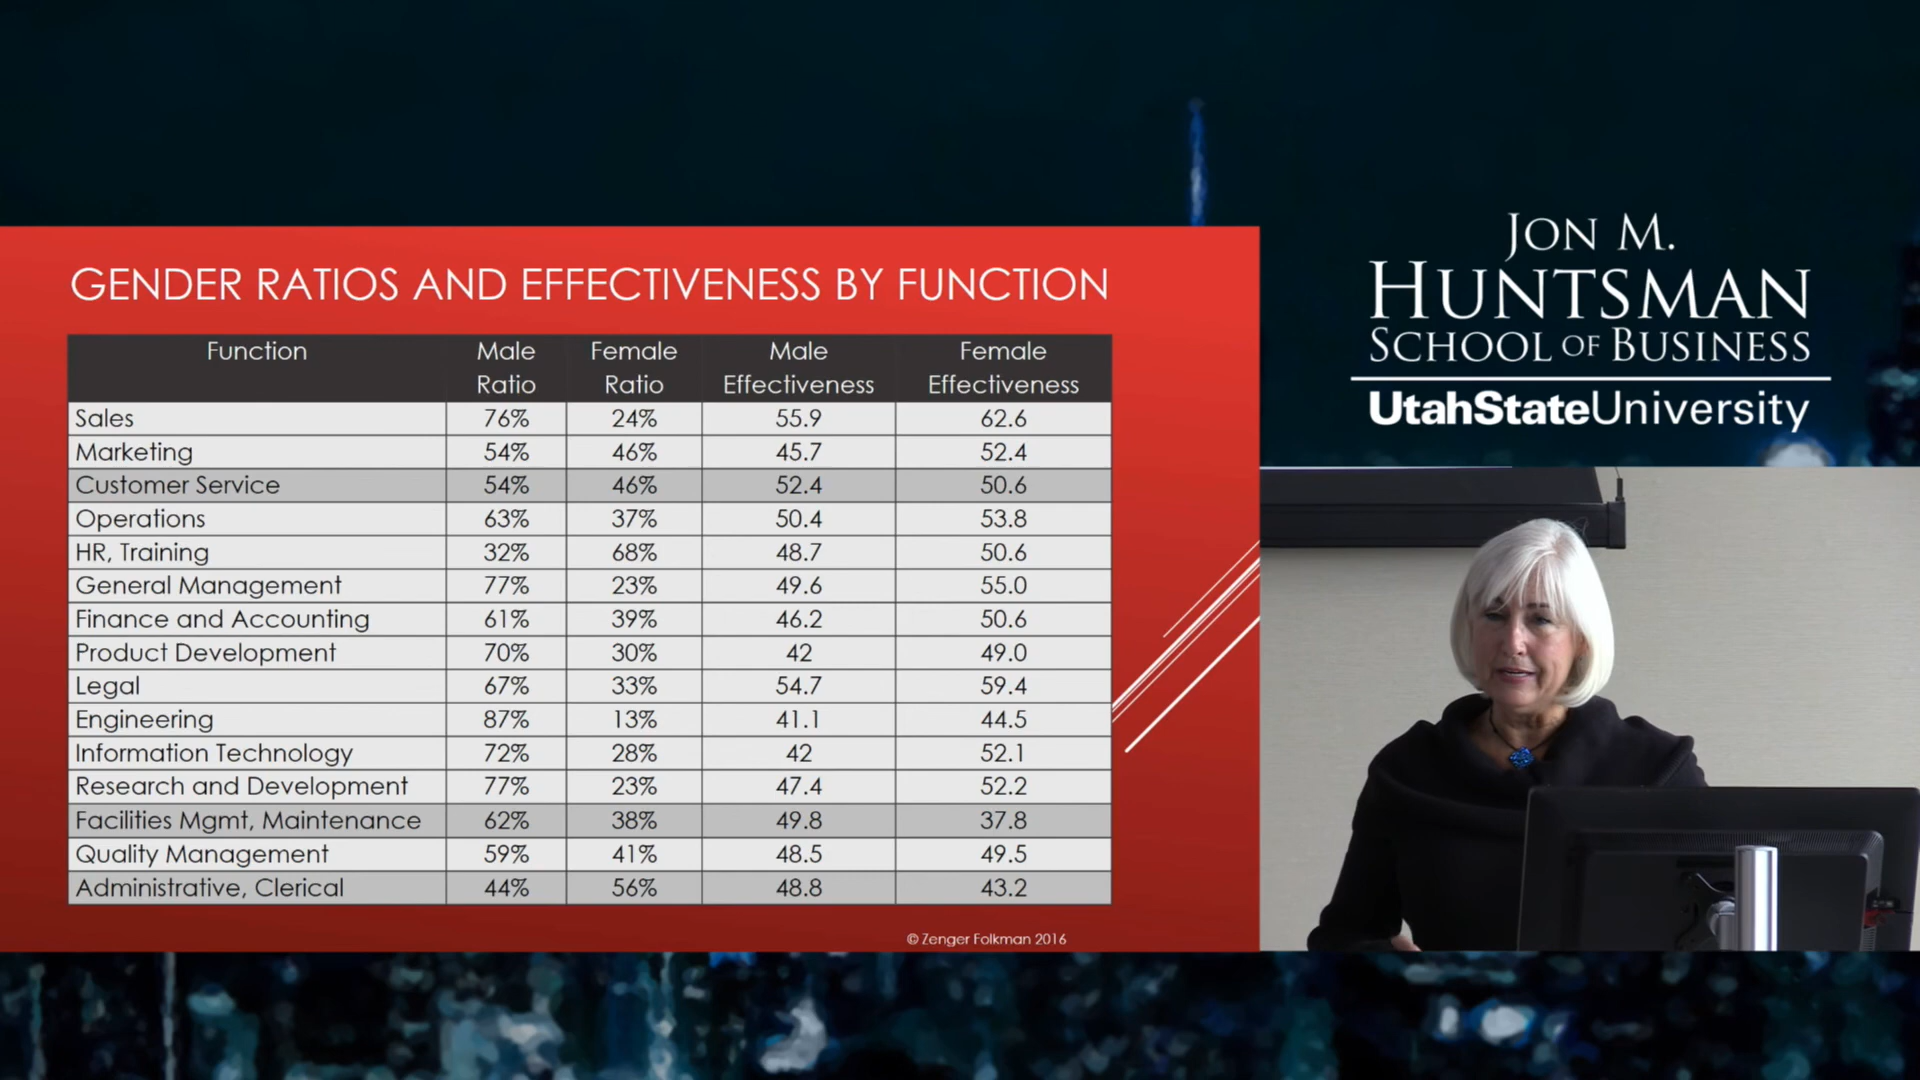 GENDER RATIOS AND EFFECTIVENESS BY FUNCTION
Function Male Ratio Female Ratio Male Effectiveness Female Effectiveness
Sales 76% 24% 55.9 62.6
Marketing 54% 46% 45.7 52.4
Customer Service 54% 46% 52.4 50.6
Operations 63% 37% 50.4 53.8
HR, Training 32% 68% 48.7 50.6
General Management 77% 23% 49.6 55.0
Finance and Accounting 61% 39% 46.2 50.6
Product Development 70% 30% 42 49.0
Legal 67% 33% 54.7 59.4
Engineering 87% 13% 41.1 44.5
Information Technology 72% 28% 42 52.1
Research and Development 77% 23% 47.4 52.2
Facilities Mgmt, Maintenance 62% 38% 49.8 37.8
Quality Management 59% 41% 48.5 49.5
Administrative, Clerical 44% 56% 48.8 43.2
© Zenger Folkman 2016
JON M.
HUNTSMAN
SCHOOL OF BUSINESS
UtahStateUniversity